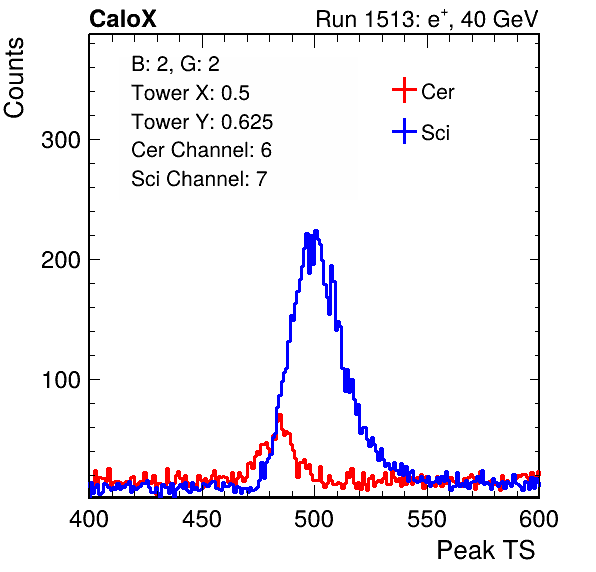 CaloX Run 1513: e+, 40 GeV
B: 2, G: 2
Tower X: 0.5
Tower Y: 0.625
Cer Channel: 6
Sci Channel: 7
Cer
Sci
Counts
300
200
100
400 450 500 550 600
Peak TS